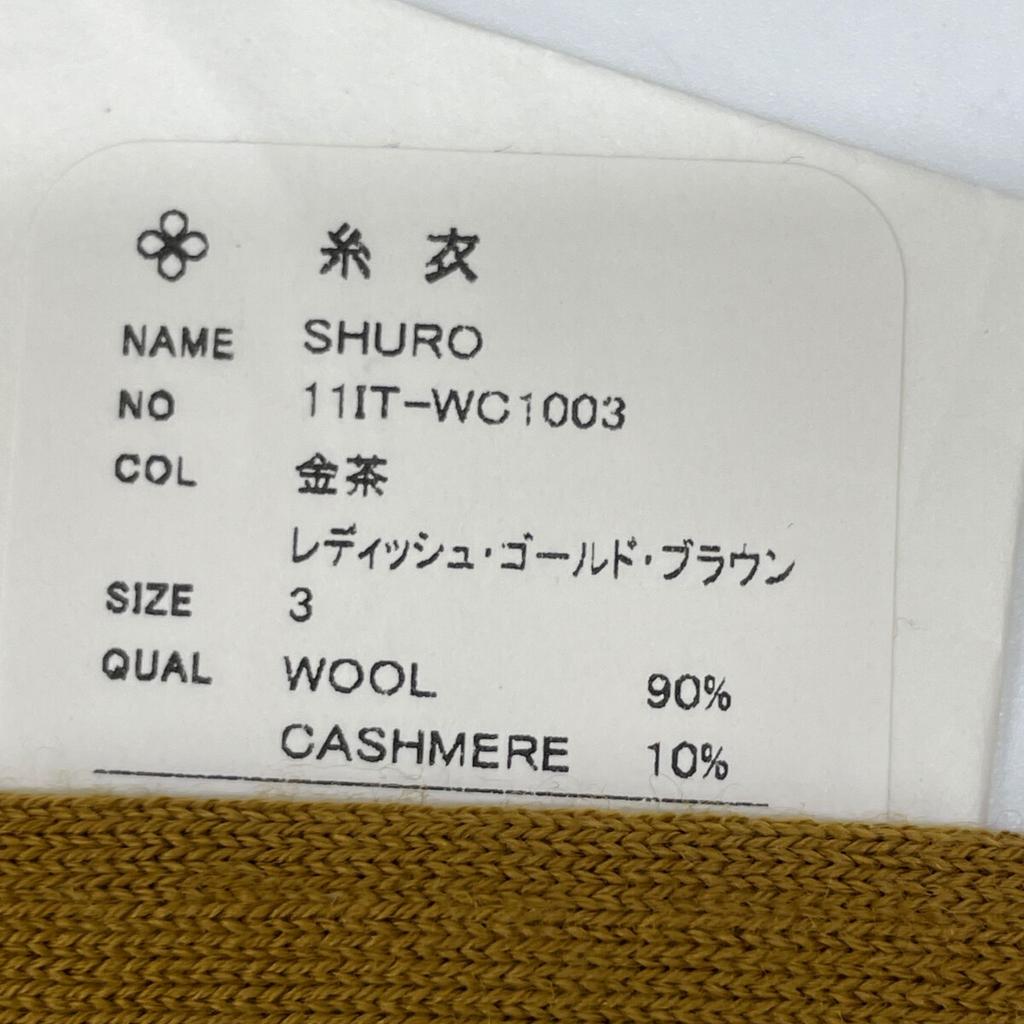 糸 衣
NAME SHURO
NO 11IT-WC1003
COL 金茶
レディッシュ・ゴールド・ブラウン
SIZE 3
QUAL WOOL 90%
CASHMERE 10%